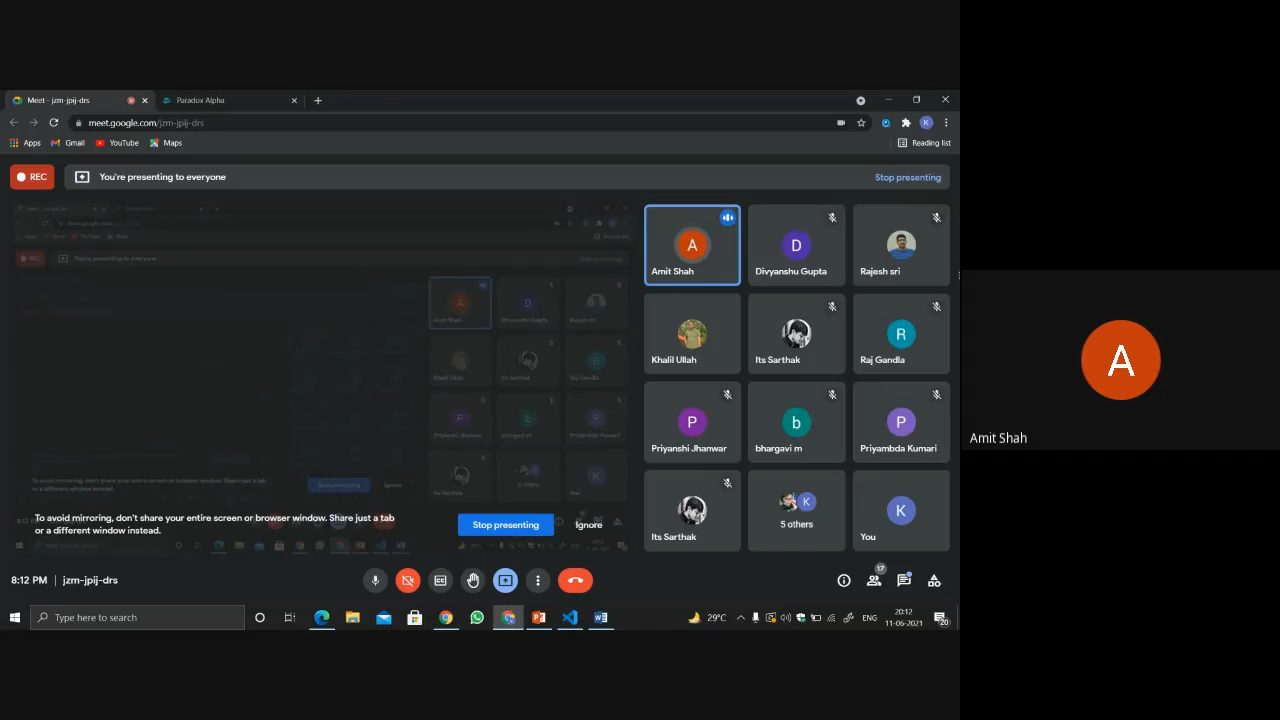 Meet - jzm-jpij-drs
Paradox Alpha
meet.google.com/jzm-jpij-drs
K
Apps
Gmail
YouTube
Maps
Reading list
REC
You're presenting to everyone
Stop presenting
A
Amit Shah
D
Divyanshu Gupta
Rajesh sri
Khalil Ullah
Its Sarthak
R
Raj Gandla
P
Priyanshi Jhanwar
b
bhargavi m
P
Priyambda Kumari
Its Sarthak
K
5 others
K
You
To avoid mirroring, don't share your entire screen or browser window. Share just a tab
or a different window instead.
Stop presenting
Ignore
8:12 PM | jzm-jpij-drs
17
Type here to search
29°C
ENG
20:12
11-06-2021
20
A
Amit Shah